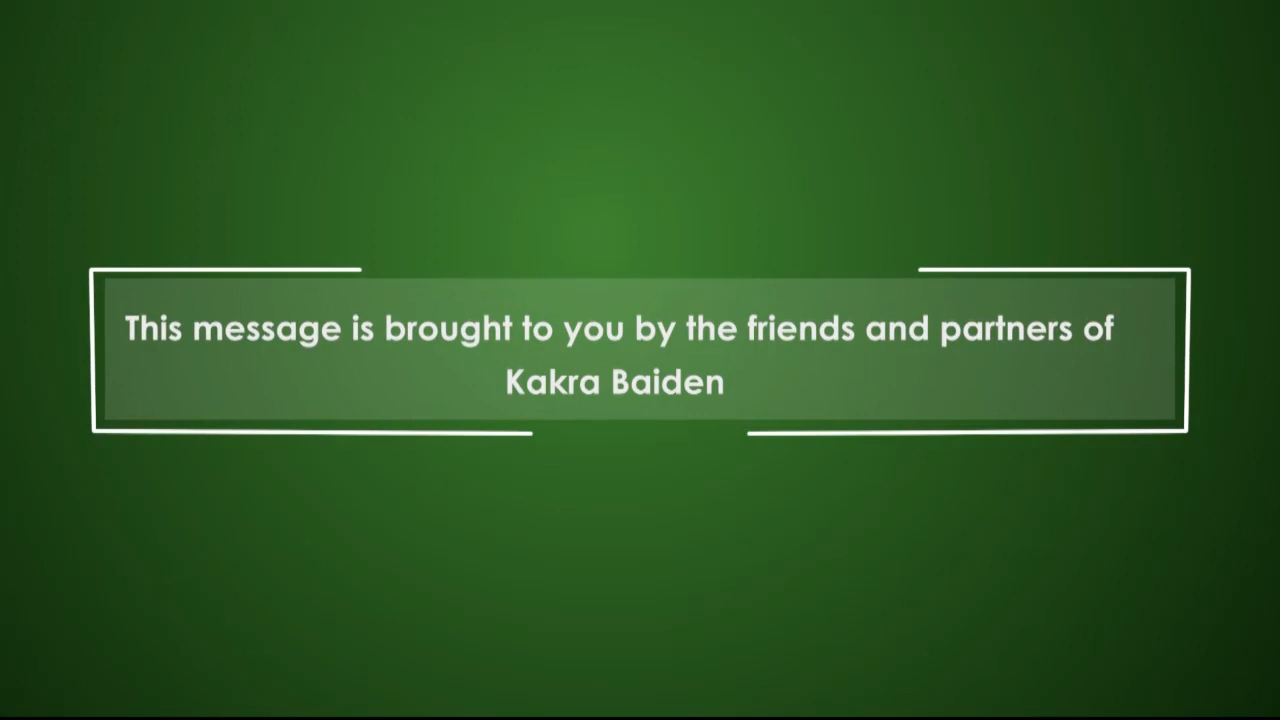 This message is brought to you by the friends and partners of
Kakra Baiden